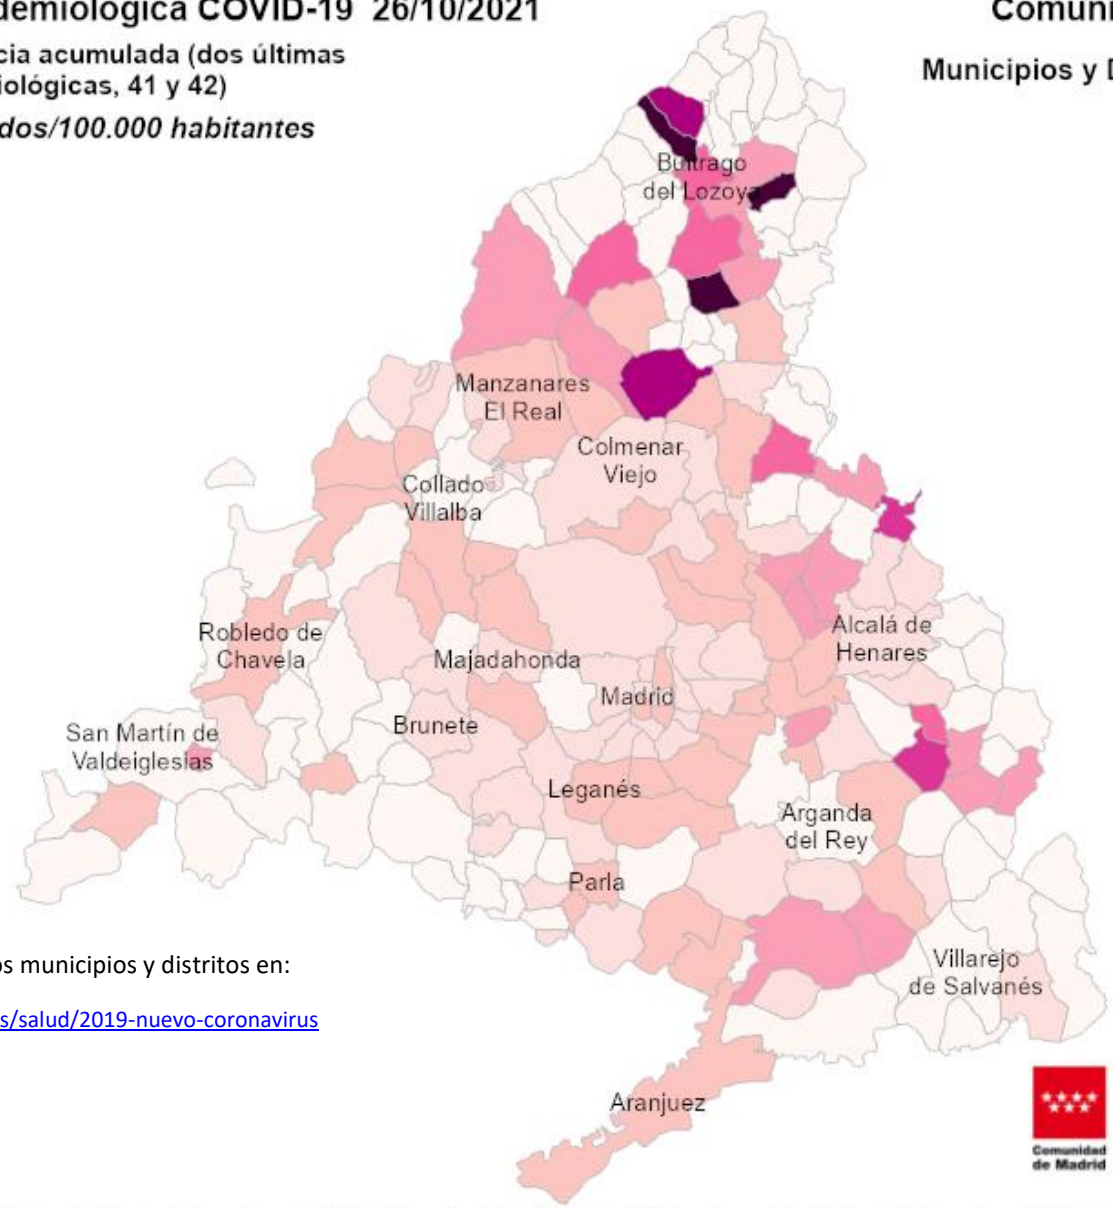 demiológica COVID-19 26/10/2021
Comuni
cia acumulada (dos últimas
iológicas, 41 y 42)
Municipios y D
dos/100.000 habitantes
Buitrago
del Lozoya
Manzanares
El Real
Colmenar
Viejo
Collado
Villalba
Robledo de
Chavela
Alcalá de
Henares
Majadahonda
Madrid
Brunete
San Martín de
Valdeiglesias
Leganés
Arganda
del Rey
Parla
Villarejo
de Salvanés
os municipios y distritos en:
s/salud/2019-nuevo-coronavirus
Aranjuez
Comunidad
de Madrid